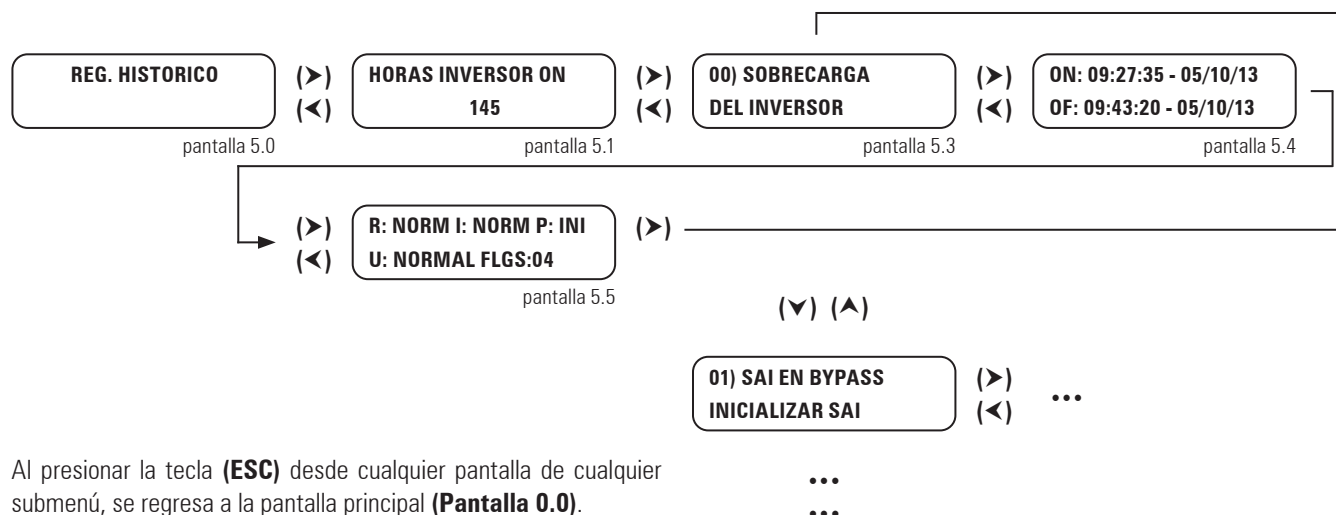 REG. HISTORICO
(➤)
(⮜)
HORAS INVERSOR ON
145
(➤)
(⮜)
00) SOBRECARGA
DEL INVERSOR
(➤)
(⮜)
ON: 09:27:35 - 05/10/13
OF: 09:43:20 - 05/10/13
pantalla 5.0
pantalla 5.1
pantalla 5.3
pantalla 5.4
(➤)
(⮜)
R: NORM I: NORM P: INI
U: NORMAL FLGS:04
(➤)
pantalla 5.5
(⮟) (⮝)
01) SAI EN BYPASS
INICIALIZAR SAI
(➤)
(⮜)
...
Al presionar la tecla (ESC) desde cualquier pantalla de cualquier
submenú, se regresa a la pantalla principal (Pantalla 0.0).
...
...